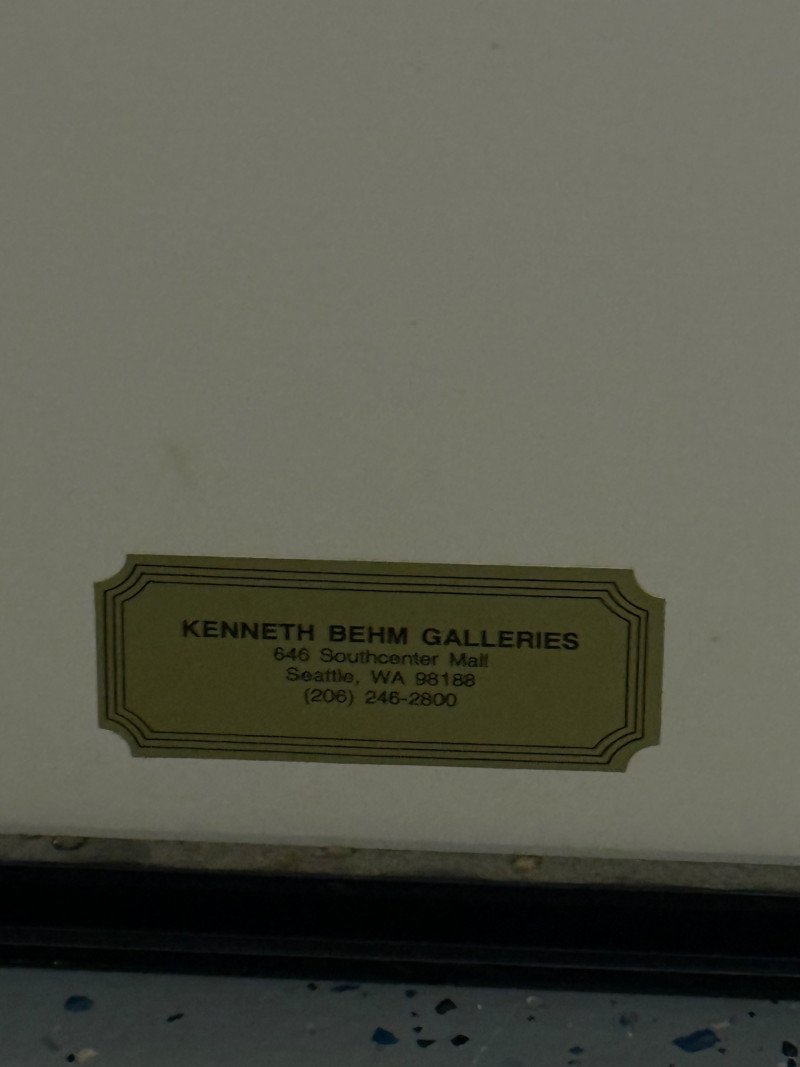 KENNETH BEHM GALLERIES
646 Southcenter Mall
Seattle, WA 98188
(206) 246-2800